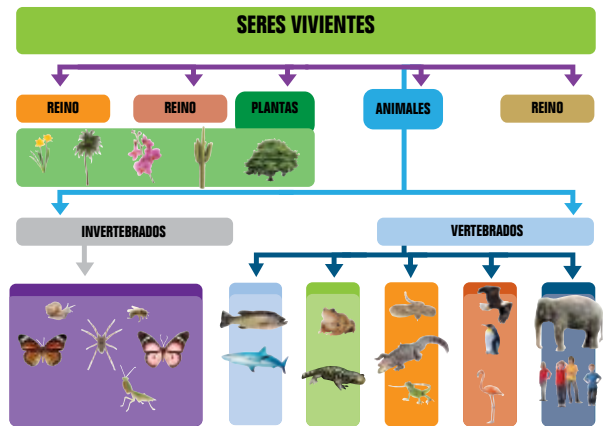 SERES VIVIENTES
REINO
REINO
PLANTAS
ANIMALES
REINO
INVERTEBRADOS
VERTEBRADOS